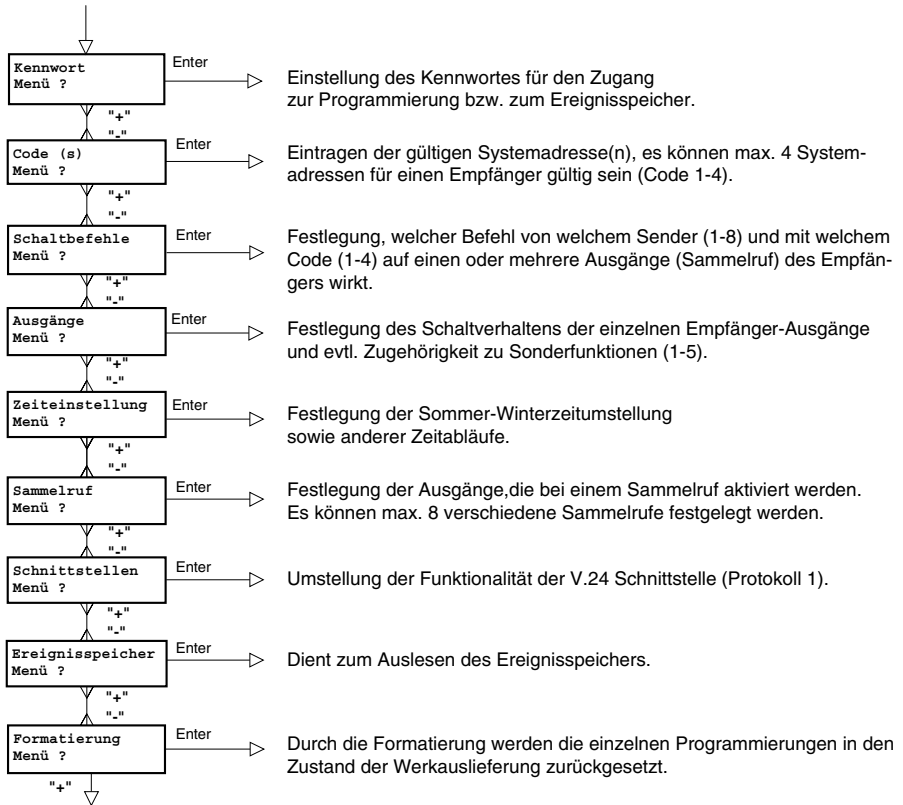 Kennwort
Menü ?
Enter
Einstellung des Kennwortes für den Zugang
zur Programmierung bzw. zum Ereignisspeicher.
"+"
"-"
Code (s)
Menü ?
Enter
Eintragen der gültigen Systemadresse(n), es können max. 4 System-
adressen für einen Empfänger gültig sein (Code 1-4).
"+"
"-"
Schaltbefehle
Menü ?
Enter
Festlegung, welcher Befehl von welchem Sender (1-8) und mit welchem
Code (1-4) auf einen oder mehrere Ausgänge (Sammelruf) des Empfän-
gers wirkt.
"+"
"-"
Ausgänge
Menü ?
Enter
Festlegung des Schaltverhaltens der einzelnen Empfänger-Ausgänge
und evtl. Zugehörigkeit zu Sonderfunktionen (1-5).
"+"
"-"
Zeiteinstellung
Menü ?
Enter
Festlegung der Sommer-Winterzeitumstellung
sowie anderer Zeitabläufe.
"+"
"-"
Sammelruf
Menü ?
Enter
Festlegung der Ausgänge,die bei einem Sammelruf aktiviert werden.
Es können max. 8 verschiedene Sammelrufe festgelegt werden.
"+"
"-"
Schnittstellen
Menü ?
Enter
Umstellung der Funktionalität der V.24 Schnittstelle (Protokoll 1).
"+"
"-"
Ereignisspeicher
Menü ?
Enter
Dient zum Auslesen des Ereignisspeichers.
"+"
"-"
Formatierung
Menü ?
Enter
Durch die Formatierung werden die einzelnen Programmierungen in den
Zustand der Werkauslieferung zurückgesetzt.
"+"